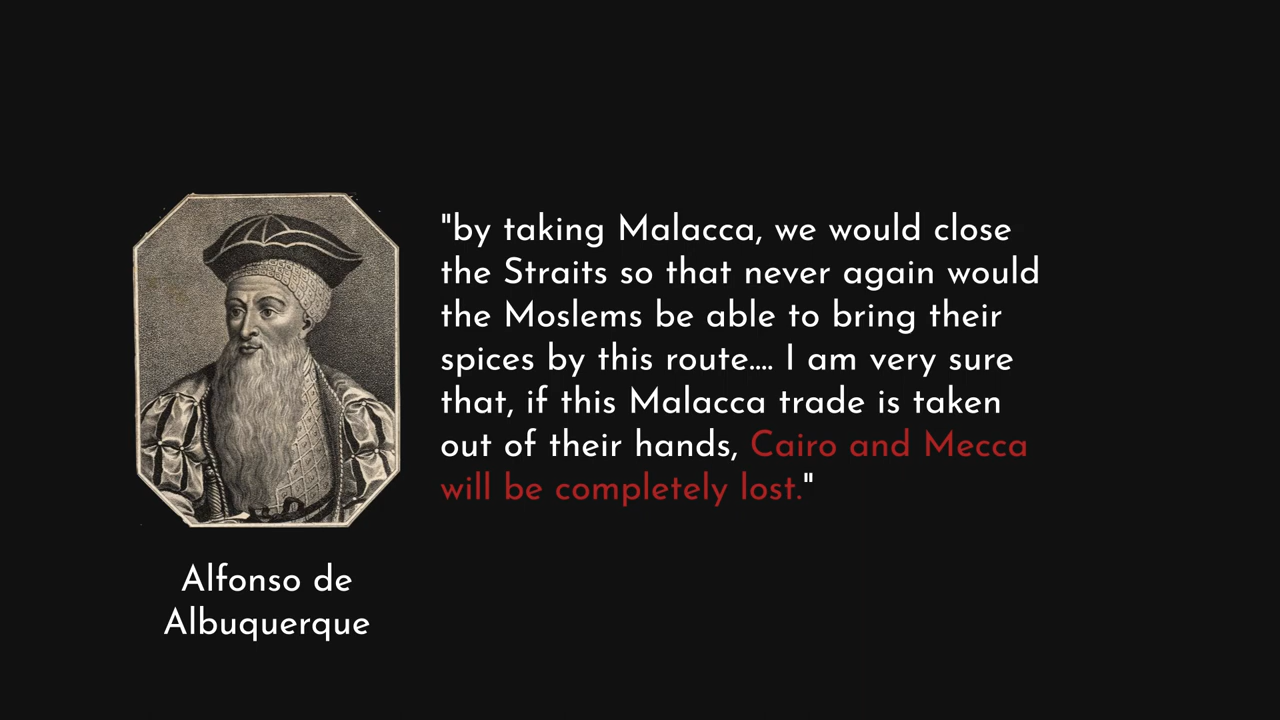 "by taking Malacca, we would close
the Straits so that never again would
the Moslems be able to bring their
spices by this route.... I am very sure
that, if this Malacca trade is taken
out of their hands, Cairo and Mecca
will be completely lost."
Alfonso de
Albuquerque